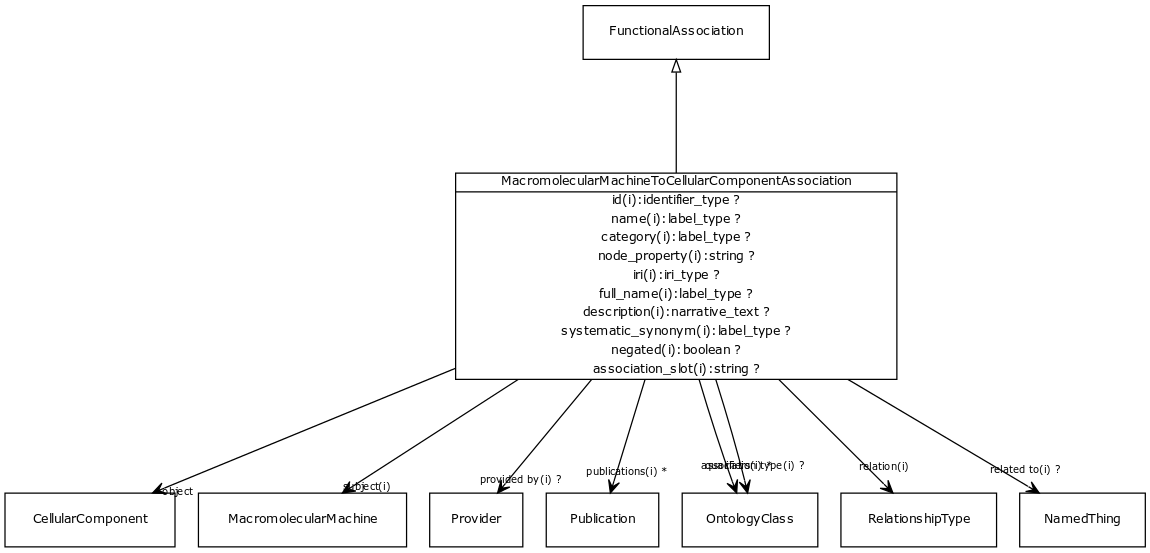 FunctionalAssociation
MacromolecularMachineToCellularComponentAssociation
id(i):identifier_type ?
name(i):label_type ?
category(i):label_type ?
node_property(i):string ?
iri(i):iri_type ?
full_name(i):label_type ?
description(i):narrative_text ?
systematic_synonym(i):label_type ?
negated(i):boolean ?
association_slot(i):string ?
object
subject(i)
provided by(i) ?
publications(i) *
relation(i)
related to(i) ?
CellularComponent
MacromolecularMachine
Provider
Publication
OntologyClass
RelationshipType
NamedThing